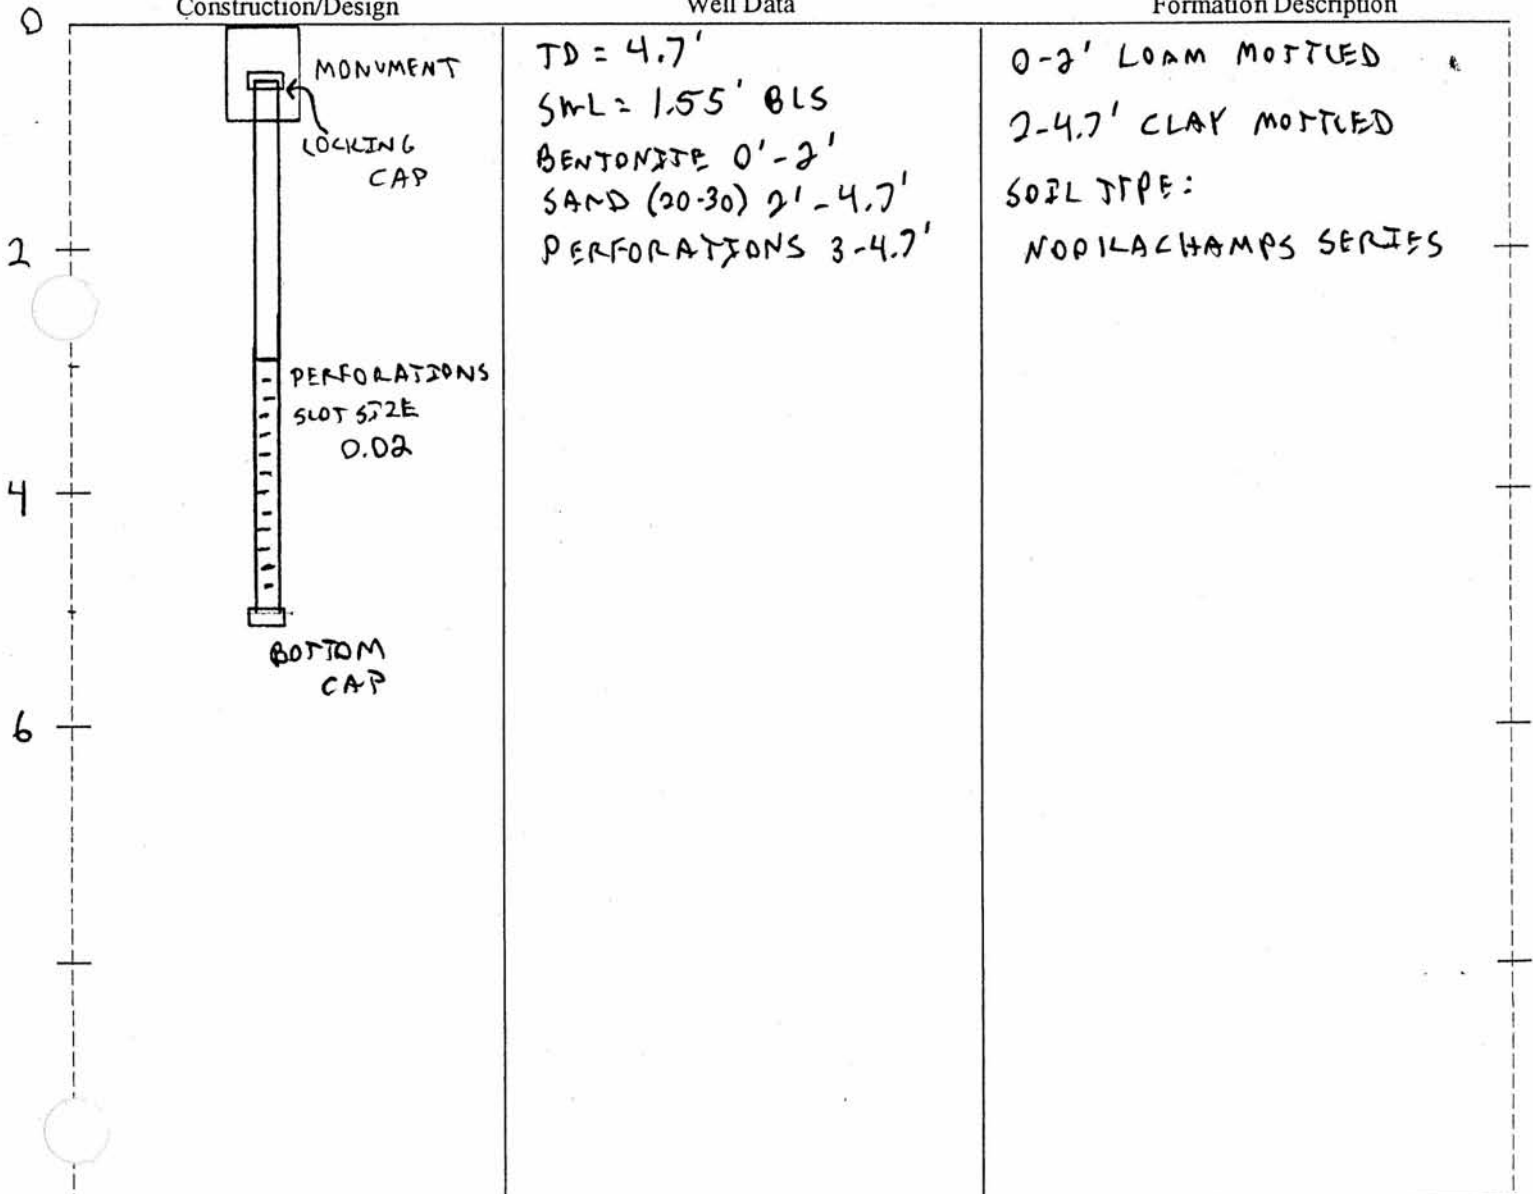 Construction/Design
Well Data
Formation Description
0
2
4
6
MONUMENT
LOCKING
CAP
PERFORATIONS
SLOT SIZE
0.02
BOTTOM
CAP
TD = 4.7'
SWL = 1.55' BLS
BENTONITE 0'-2'
SAND (20-30) 2'-4.7'
PERFORATIONS 3-4.7'
0-2' LOAM MOTTLED
2-4.7' CLAY MOTTLED
SOIL TYPE:
SERIES